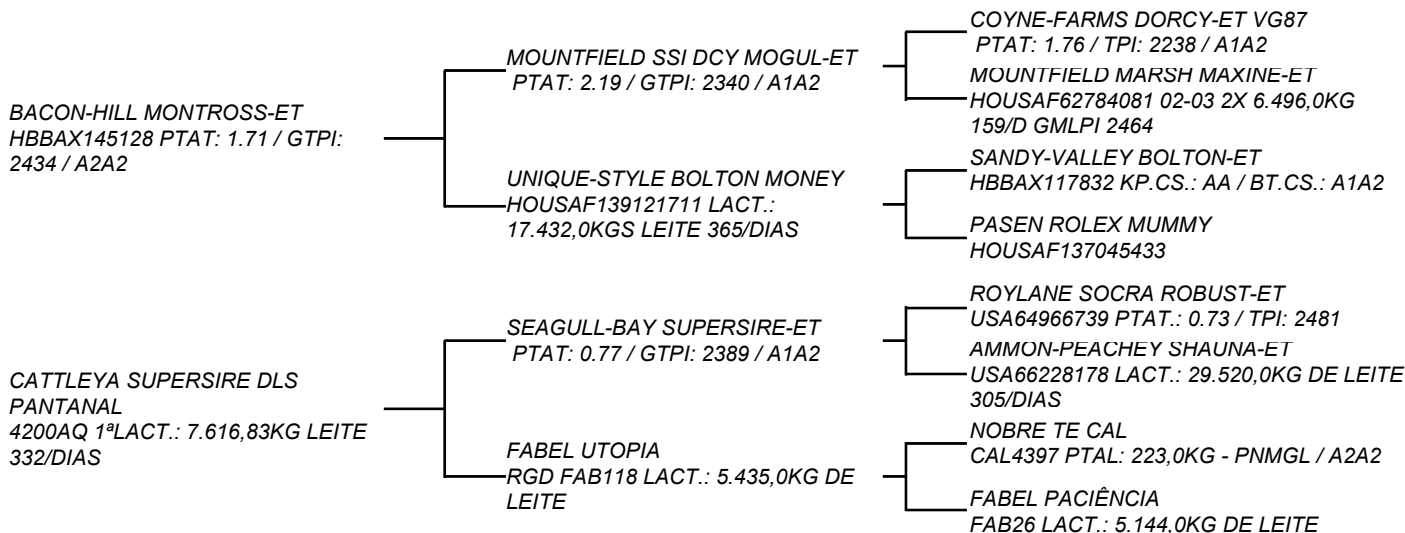 BACON-HILL MONTROSS-ET
HBBAX145128 PTAT: 1.71 / GTPI:
2434 / A2A2
CATTLEYA SUPERSIRE DLS
PANTANAL
4200AQ 1ªLACT.: 7.616,83KG LEITE
332/DIAS
MOUNTFIELD SSI DCY MOGUL-ET
PTAT: 2.19 / GTPI: 2340 / A1A2
UNIQUE-STYLE BOLTON MONEY
HOUSAF139121711 LACT.:
17.432,0KGS LEITE 365/DIAS
SEAGULL-BAY SUPERSIRE-ET
PTAT: 0.77 / GTPI: 2389 / A1A2
FABEL UTOPIA
RGD FAB118 LACT.: 5.435,0KG DE
LEITE
COYNE-FARMS DORCY-ET VG87
PTAT: 1.76 / TPI: 2238 / A1A2
MOUNTFIELD MARSH MAXINE-ET
HOUSAF62784081 02-03 2X 6.496,0KG
159/D GMLPI 2464
SANDY-VALLEY BOLTON-ET
HBBAX117832 KP.CS.: AA / BT.CS.: A1A2
PASEN ROLEX MUMMY
HOUSAF137045433
ROYLANE SOCRA ROBUST-ET
USA64966739 PTAT.: 0.73 / TPI: 2481
AMMON-PEACHEY SHAUNA-ET
USA66228178 LACT.: 29.520,0KG DE LEITE
305/DIAS
NOBRE TE CAL
CAL4397 PTAL: 223,0KG - PNMGL / A2A2
FABEL PACIÊNCIA
FAB26 LACT.: 5.144,0KG DE LEITE